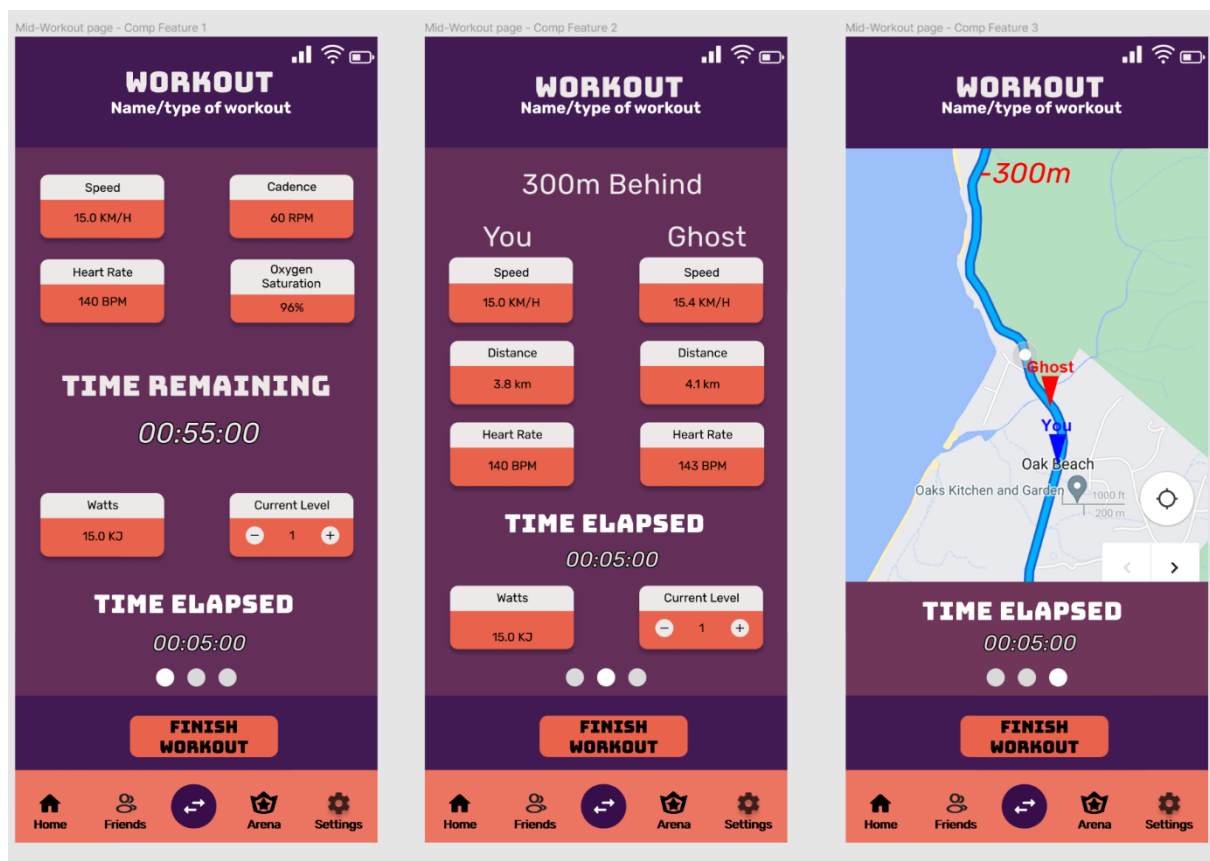 Mid-Workout page - Comp Feature 1
WORKOUT
Name/type of workout
Speed
15.0 KM/H
Cadence
60 RPM
Heart Rate
140 BPM
Oxygen
Saturation
96%
TIME REMAINING
00:55:00
Watts
15.0 KJ
Current Level
− 1 +
TIME ELAPSED
00:05:00
FINISH
WORKOUT
Home Friends Arena Settings
Mid-Workout page - Comp Feature 2
WORKOUT
Name/type of workout
300m Behind
You Ghost
Speed Speed
15.0 KM/H 15.4 KM/H
Distance Distance
3.8 km 4.1 km
Heart Rate Heart Rate
140 BPM 143 BPM
TIME ELAPSED
00:05:00
Watts
15.0 KJ
Current Level
− 1 +
FINISH
WORKOUT
Home Friends Arena Settings
Mid-Workout page - Comp Feature 3
WORKOUT
Name/type of workout
-300m
Ghost
You
Oak Beach
Oaks Kitchen and Garden
1000 ft
200 m
TIME ELAPSED
00:05:00
FINISH
WORKOUT
Home Friends Arena Settings